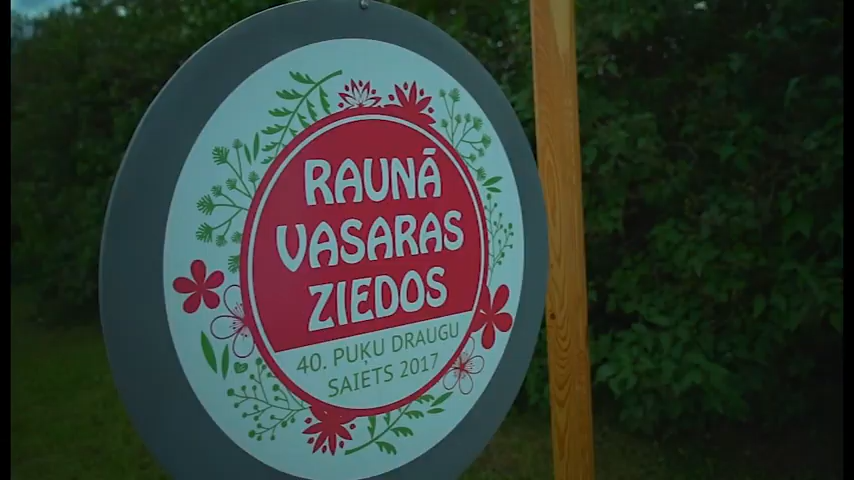 RAUNĀ
VASARAS
ZIEDOS
40. PUĶU DRAUGU
SAIETS 2017